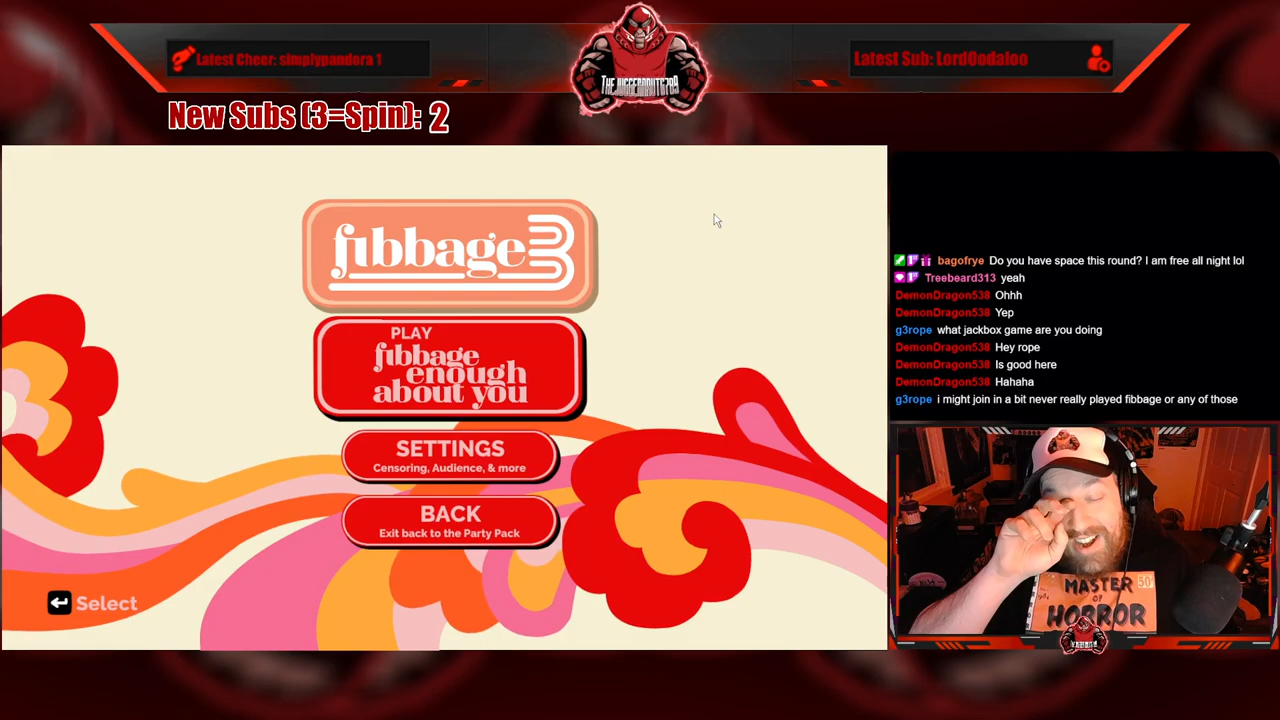 Latest Cheer: simplypandora 1
THEJUGGERNAUT6789
Latest Sub: LordOodaloo
New Subs (3=Spin): 2
fibbage 3
PLAY
fibbage
enough
about you
SETTINGS
Censoring, Audience, & more
BACK
Exit back to the Party Pack
Select
bagofrye Do you have space this round? I am free all night lol
Treebeard313 yeah
DemonDragon538 Ohhh
DemonDragon538 Yep
g3rope what jackbox game are you doing
DemonDragon538 Hey rope
DemonDragon538 Is good here
DemonDragon538 Hahaha
g3rope i might join in a bit never really played fibbage or any of those
MASTER 50¢
OF
HORROR